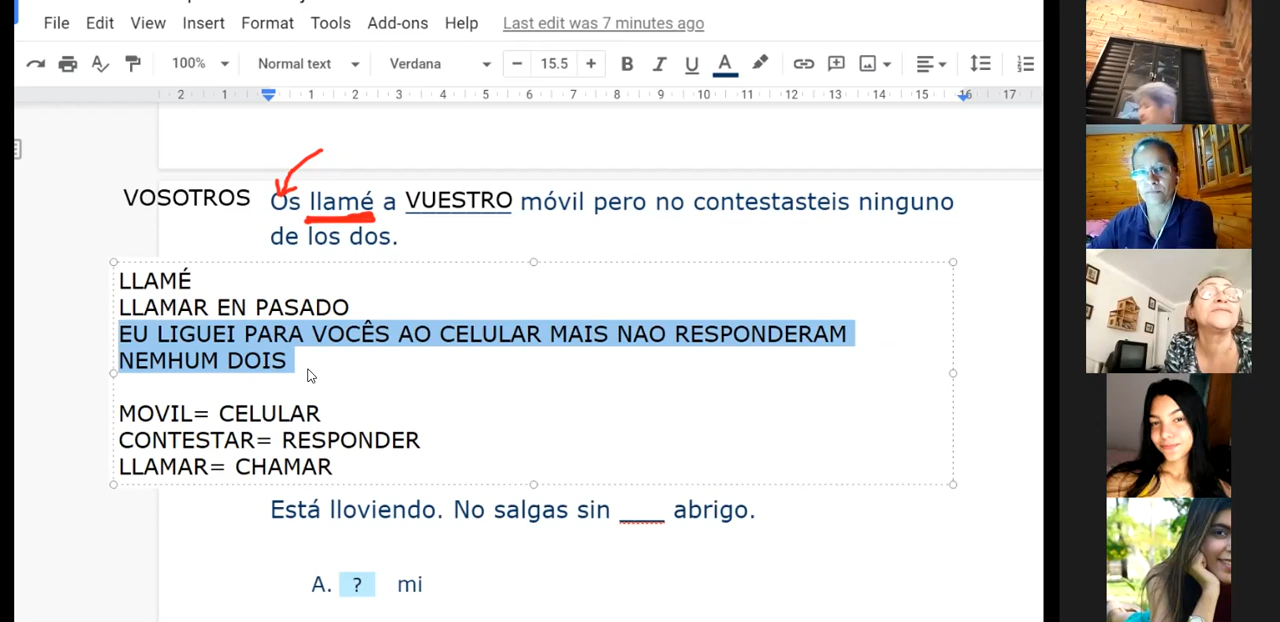 File Edit View Insert Format Tools Add-ons Help Last edit was 7 minutes ago
100% Normal text Verdana − 15.5 + B I U A
2 1 1 2 3 4 5 6 7 8 9 10 11 12 13 14 15 16 17
VOSOTROS Os llamé a VUESTRO móvil pero no contestasteis ninguno
de los dos.
LLAMÉ
LLAMAR EN PASADO
EU LIGUEI PARA VOCÊS AO CELULAR MAIS NAO RESPONDERAM
NEMHUM DOIS
MOVIL= CELULAR
CONTESTAR= RESPONDER
LLAMAR= CHAMAR
Está lloviendo. No salgas sin ____ abrigo.
A. ? mi